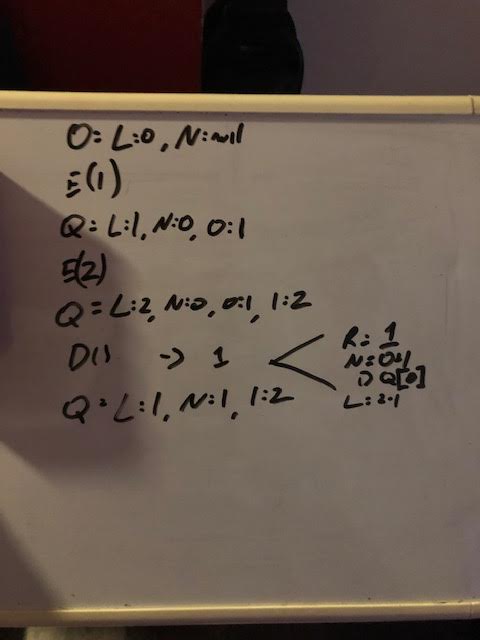 O= L:0, N:null
E(1)
Q= L:1, N:0, 0:1
E(2)
Q= L:2, N:0, 0:1, 1:2
D() -> 1
R: 1
N: 0+1
D Q[0]
L: 2-1
Q= L:1, N:1, 1:2